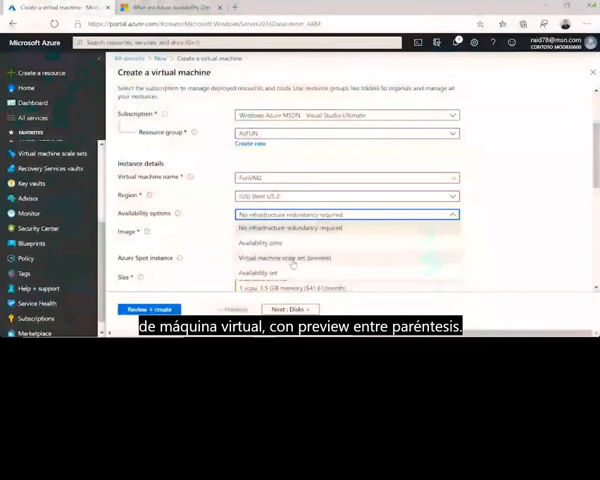 Create a virtual machine - Micros
What are Azure Availability Zon
https://portal.azure.com/#create/Microsoft.WindowsServer2016Datacenter_ARM
Microsoft Azure
Search resources, services, and docs (G+/)
raid78@msn.com
All services > New > Create a virtual machine
Create a resource
Home
Dashboard
All services
FAVORITES
Virtual machine scale sets
Recovery Services vaults
Key vaults
Advisor
Monitor
Security Center
Blueprints
Policy
Tags
Help + support
Service Health
Subscriptions
Marketplace
Create a virtual machine
Select the subscription to manage deployed resources and costs. Use resource groups like folders to organize and manage all
your resources.
Subscription *
Windows Azure MSDN - Visual Studio Ultimate
Resource group *
AzFUN
Create new
Instance details
Virtual machine name *
FunVM2
Region *
(US) West US 2
Availability options
No infrastructure redundancy required
No infrastructure redundancy required
Image *
Availability zone
Azure Spot instance
Virtual machine scale set (preview)
Availability set
Size *
1 vcpu, 3.5 GB memory ($41.61/month)
Review + create
< Previous
Next : Disks >
de máquina virtual, con preview entre paréntesis.